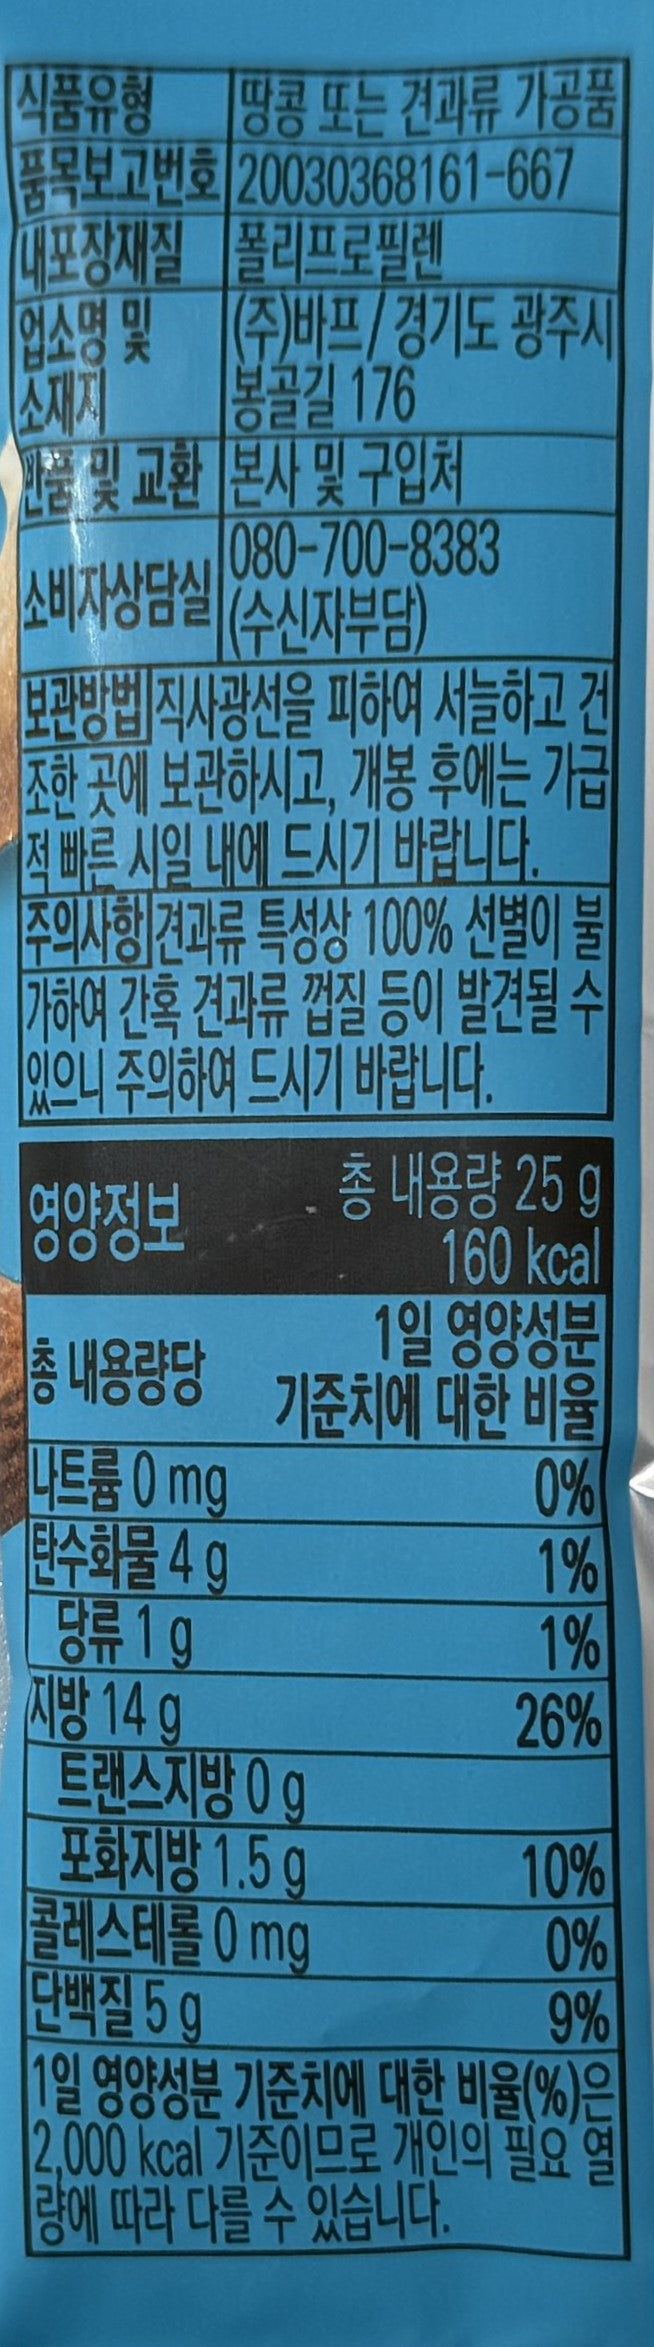 식품유형 땅콩 또는 견과류 가공품
품목보고번호 20030368161-667
내포장재질 폴리프로필렌
업소명 및 (주)바프/경기도 광주시
소재지 봉골길 176
반품 및 교환 본사 및 구입처
소비자상담실 080-700-8383
(수신자부담)
보관방법 직사광선을 피하여 서늘하고 건
조한 곳에 보관하시고, 개봉 후에는 가급
적 빠른 시일 내에 드시기 바랍니다.
주의사항 견과류 특성상 100% 선별이 불
가하여 간혹 견과류 껍질 등이 발견될 수
있으니 주의하여 드시기 바랍니다.
영양정보 총 내용량 25 g
160 kcal
총 내용량당 1일 영양성분
기준치에 대한 비율
나트륨 0 mg 0%
탄수화물 4 g 1%
당류 1 g 1%
지방 14 g 26%
트랜스지방 0 g
포화지방 1.5 g 10%
콜레스테롤 0 mg 0%
단백질 5 g 9%
1일 영양성분 기준치에 대한 비율(%)은
2,000 kcal 기준이므로 개인의 필요 열
량에 따라 다를 수 있습니다.